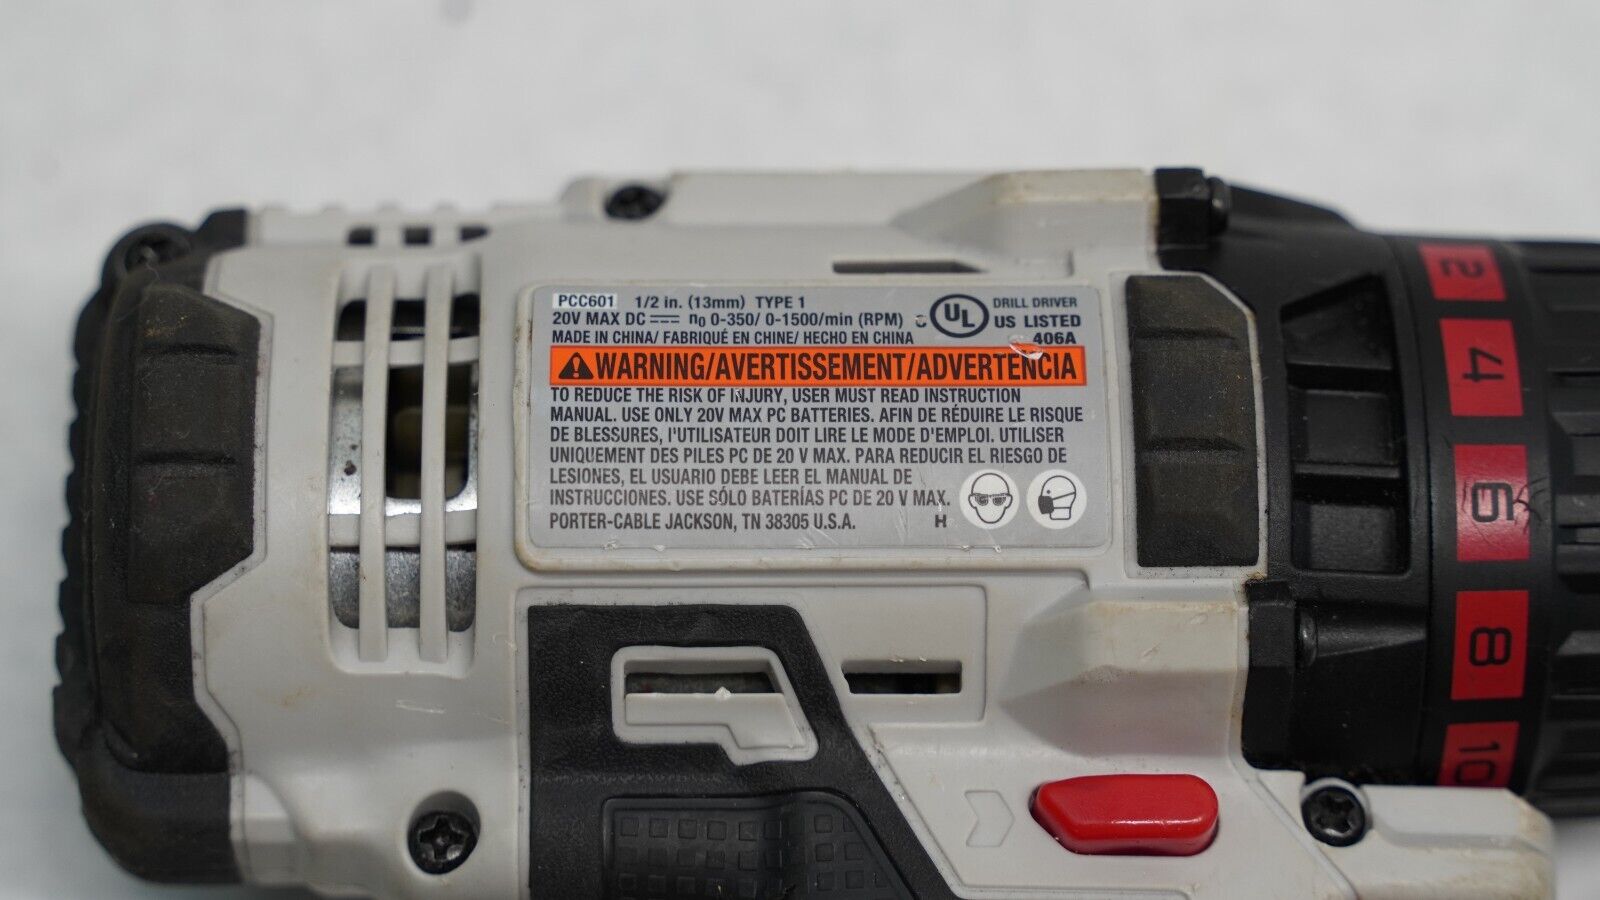 PCC601 1/2 in. (13mm) TYPE 1
20V MAX DC n0 0-350/ 0-1500/min (RPM)
MADE IN CHINA/ FABRIQUÉ EN CHINE/ HECHO EN CHINA
C UL DRILL DRIVER
US LISTED
406A
WARNING/AVERTISSEMENT/ADVERTENCIA
TO REDUCE THE RISK OF INJURY, USER MUST READ INSTRUCTION
MANUAL. USE ONLY 20V MAX PC BATTERIES. AFIN DE RÉDUIRE LE RISQUE
DE BLESSURES, I'UTILISATEUR DOIT LIRE LE MODE D'EMPLOI. UTILISER
UNIQUEMENT DES PILES PC DE 20 V MAX. PARA REDUCIR EL RIESGO DE
LESIONES, EL USUARIO DEBE LEER EL MANUAL DE
INSTRUCCIONES. USE SÓLO BATERÍAS PC DE 20 V MAX.
PORTER-CABLE JACKSON, TN 38305 U.S.A. H
2
4
6
8
10